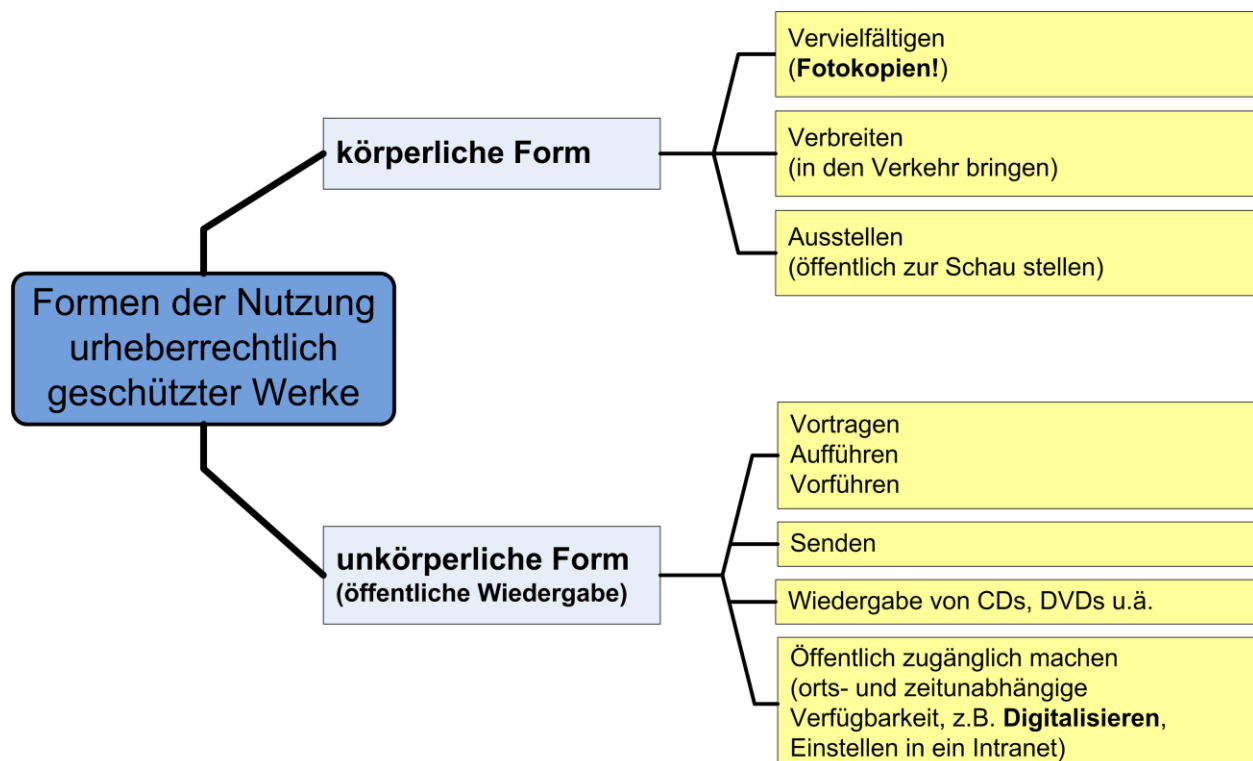 Formen der Nutzung
urheberrechtlich
geschützter Werke
körperliche Form
Vervielfältigen
(Fotokopien!)
Verbreiten
(in den Verkehr bringen)
Ausstellen
(öffentlich zur Schau stellen)
unkörperliche Form
(öffentliche Wiedergabe)
Vortragen
Aufführen
Vorführen
Senden
Wiedergabe von CDs, DVDs u.ä.
Öffentlich zugänglich machen
(orts- und zeitunabhängige
Verfügbarkeit, z.B. Digitalisieren,
Einstellen in ein Intranet)